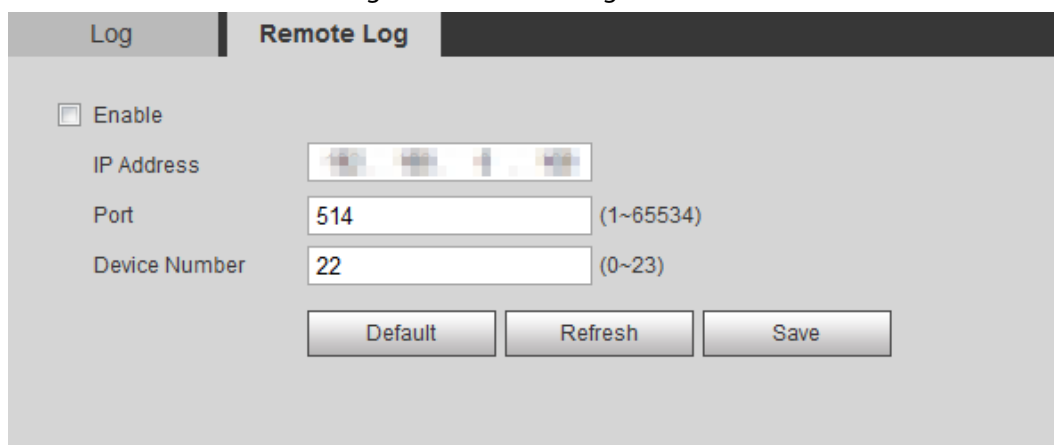 Log Remote Log
Enable
IP Address
Port 514 (1~65534)
Device Number 22 (0~23)
Default Refresh Save